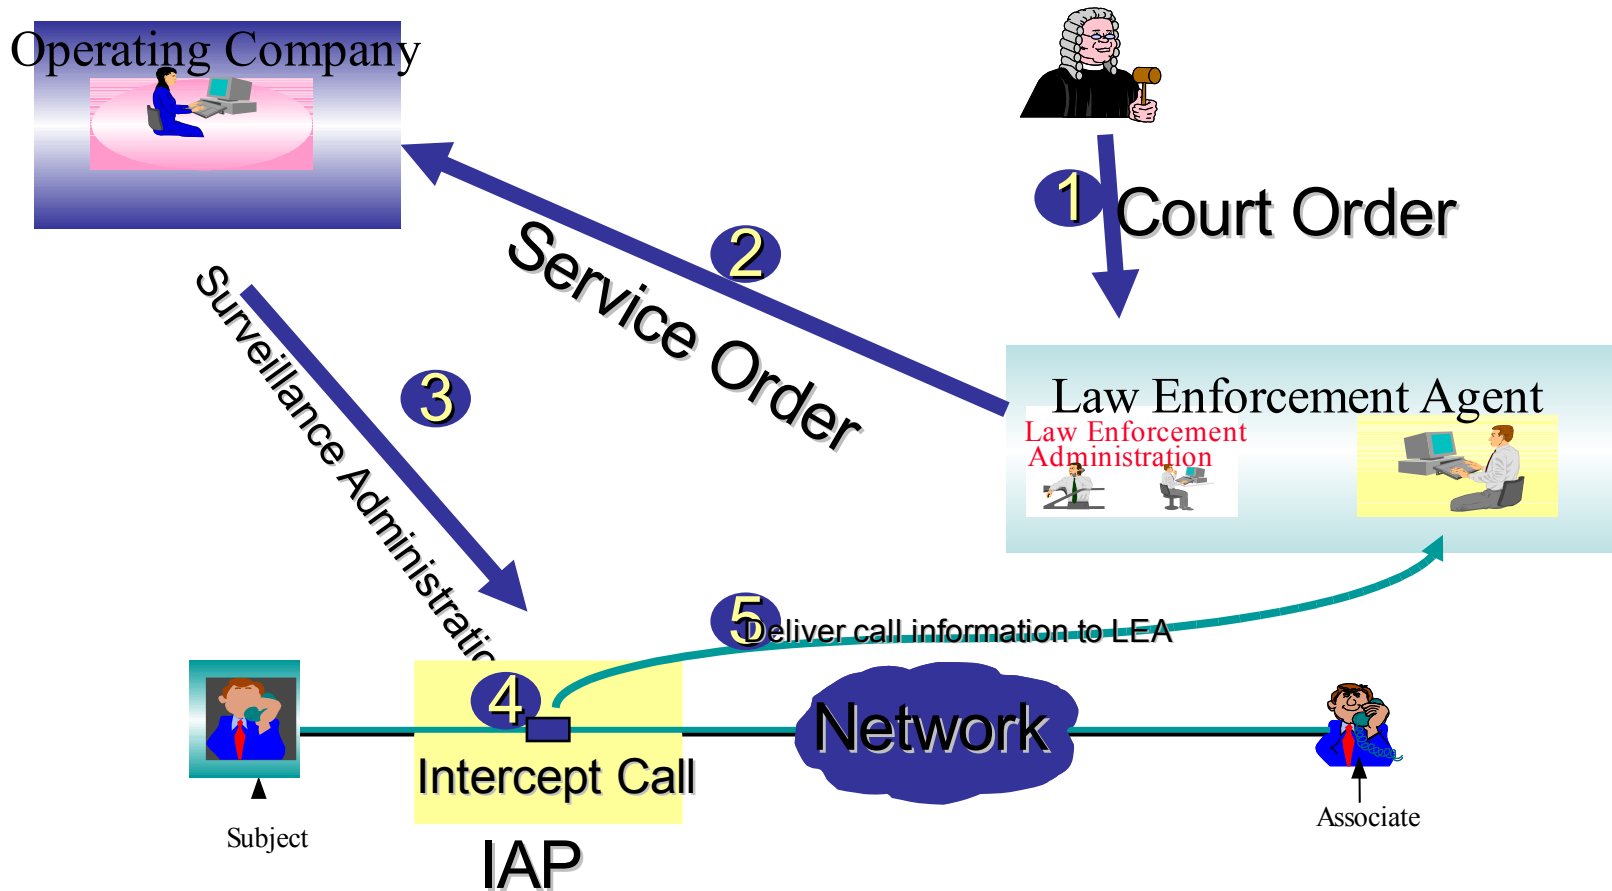 Operating Company
1
Court Order
2
Service Order
3
Surveillance Administratio
Law Enforcement Agent
Law Enforcement
Administration
5
Deliver call information to LEA
4
Network
Intercept Call
Subject
Associate
IAP